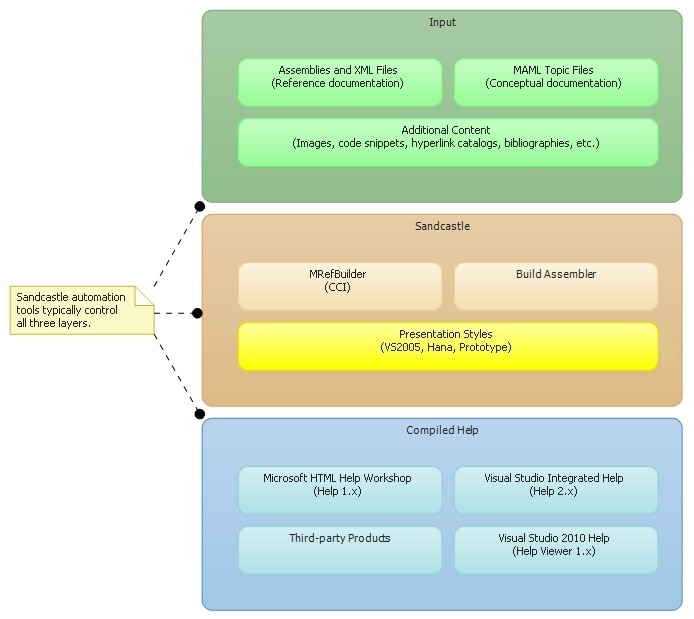 Input
Assemblies and XML Files
(Reference documentation)
MAML Topic Files
(Conceptual documentation)
Additional Content
(Images, code snippets, hyperlink catalogs, bibliographies, etc.)
Sandcastle
MRefBuilder
(CCI)
Build Assembler
Presentation Styles
(VS2005, Hana, Prototype)
Sandcastle automation
tools typically control
all three layers.
Compiled Help
Microsoft HTML Help Workshop
(Help 1.x)
Visual Studio Integrated Help
(Help 2.x)
Third-party Products
Visual Studio 2010 Help
(Help Viewer 1.x)